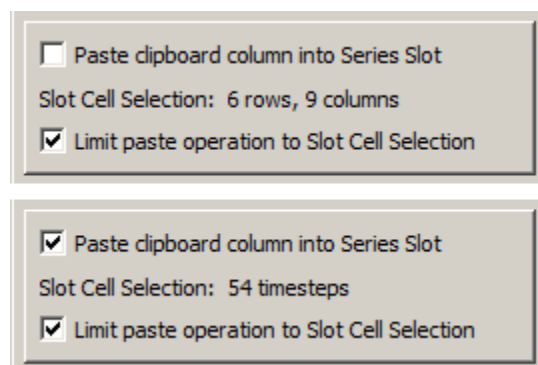 Paste clipboard column into Series Slot
Slot Cell Selection: 6 rows, 9 columns
Limit paste operation to Slot Cell Selection
Paste clipboard column into Series Slot
Slot Cell Selection: 54 timesteps
Limit paste operation to Slot Cell Selection